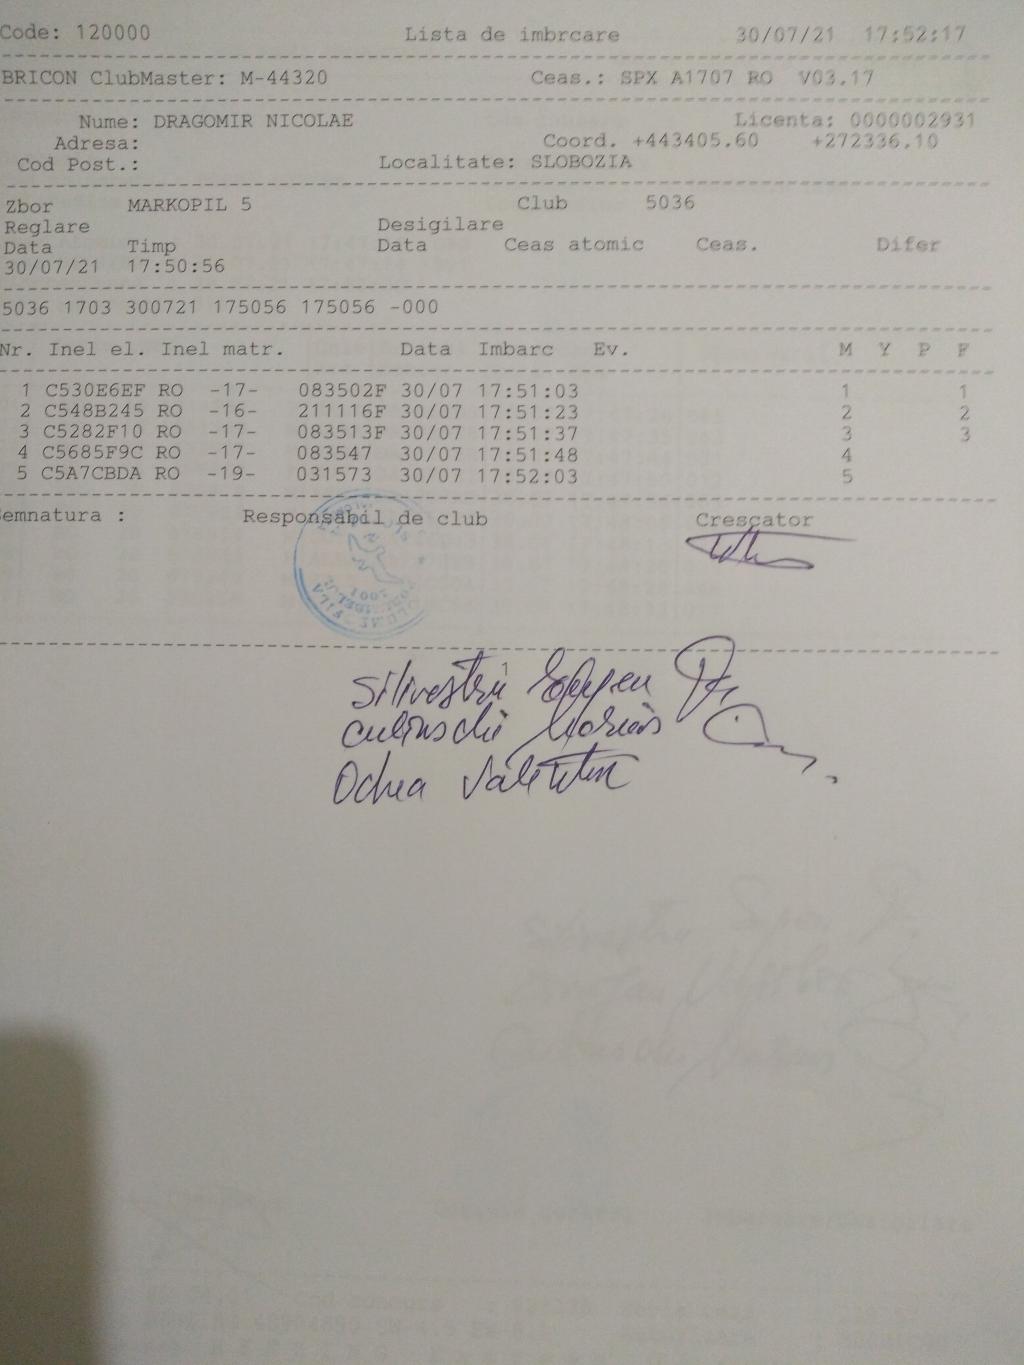 Code: 120000 Lista de imbrcare 30/07/21 17:52:17
BRICON ClubMaster: M-44320 Ceas.: SPX A1707 RO V03.17
Nume: DRAGOMIR NICOLAE Licenta: 0000002931
Adresa: Coord. +443405.60 +272336.10
Cod Post.: Localitate: SLOBOZIA
Zbor MARKOPIL 5 Club 5036
Reglare Desigilare
Data Timp Data Ceas atomic Ceas. Difer
30/07/21 17:50:56
5036 1703 300721 175056 175056 -000
Nr. Inel el. Inel matr. Data Imbarc Ev. M Y P F
1 C530E6EF RO -17- 083502F 30/07 17:51:03 1 1
2 C548B245 RO -16- 211116F 30/07 17:51:23 2 2
3 C5282F10 RO -17- 083513F 30/07 17:51:37 3 3
4 C5685F9C RO -17- 083547 30/07 17:51:48 4
5 C5A7CBDA RO -19- 031573 30/07 17:52:03 5
Semnatura : Responsabil de club Crescator
2001
1
Silivestru
Ochea Valentin